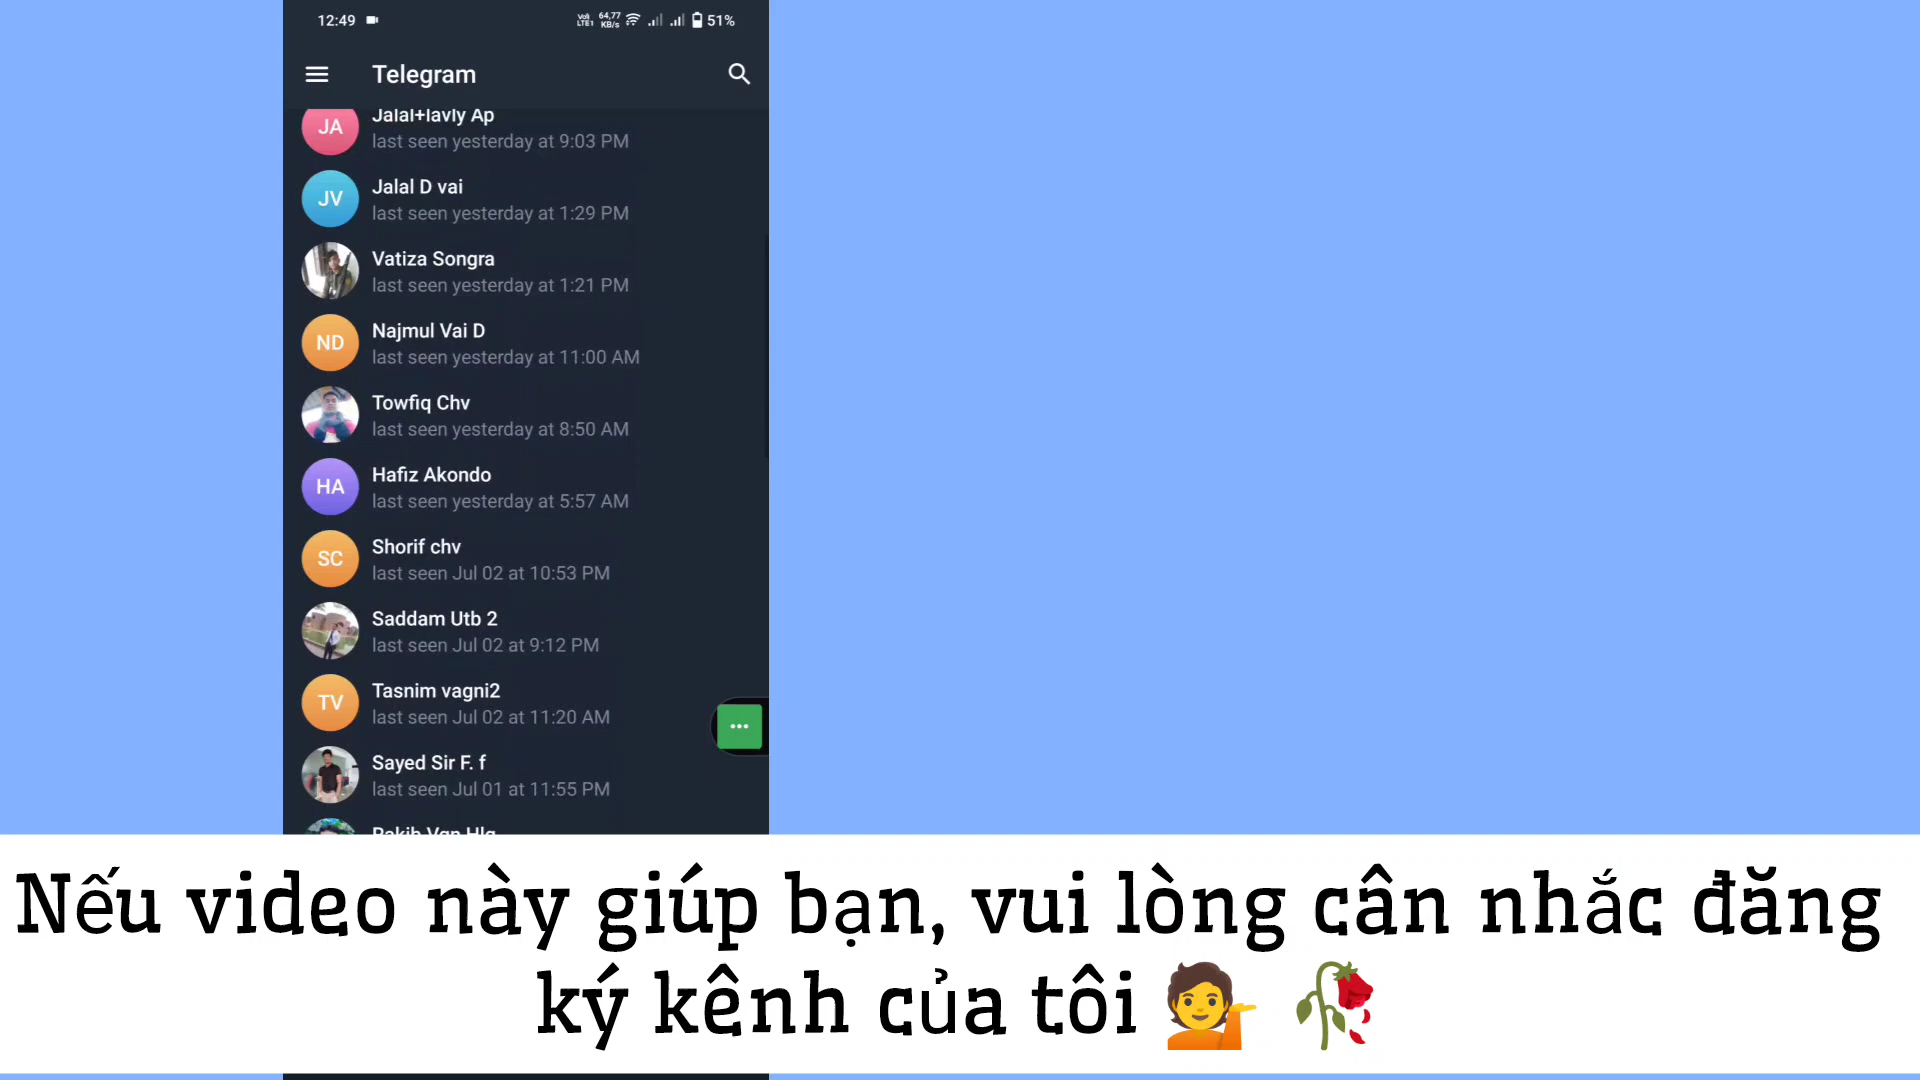 12:49
Vo) LTE1 64,77 KB/s 51%
Telegram
JA Jalal+lavly Ap
last seen yesterday at 9:03 PM
JV Jalal D vai
last seen yesterday at 1:29 PM
Vatiza Songra
last seen yesterday at 1:21 PM
ND Najmul Vai D
last seen yesterday at 11:00 AM
Towfiq Chv
last seen yesterday at 8:50 AM
HA Hafiz Akondo
last seen yesterday at 5:57 AM
SC Shorif chv
last seen Jul 02 at 10:53 PM
Saddam Utb 2
last seen Jul 02 at 9:12 PM
TV Tasnim vagni2
last seen Jul 02 at 11:20 AM
Sayed Sir F. f
last seen Jul 01 at 11:55 PM
Nếu video này giúp bạn, vui lòng cân nhắc đăng
ký kênh của tôi 💁 🥀